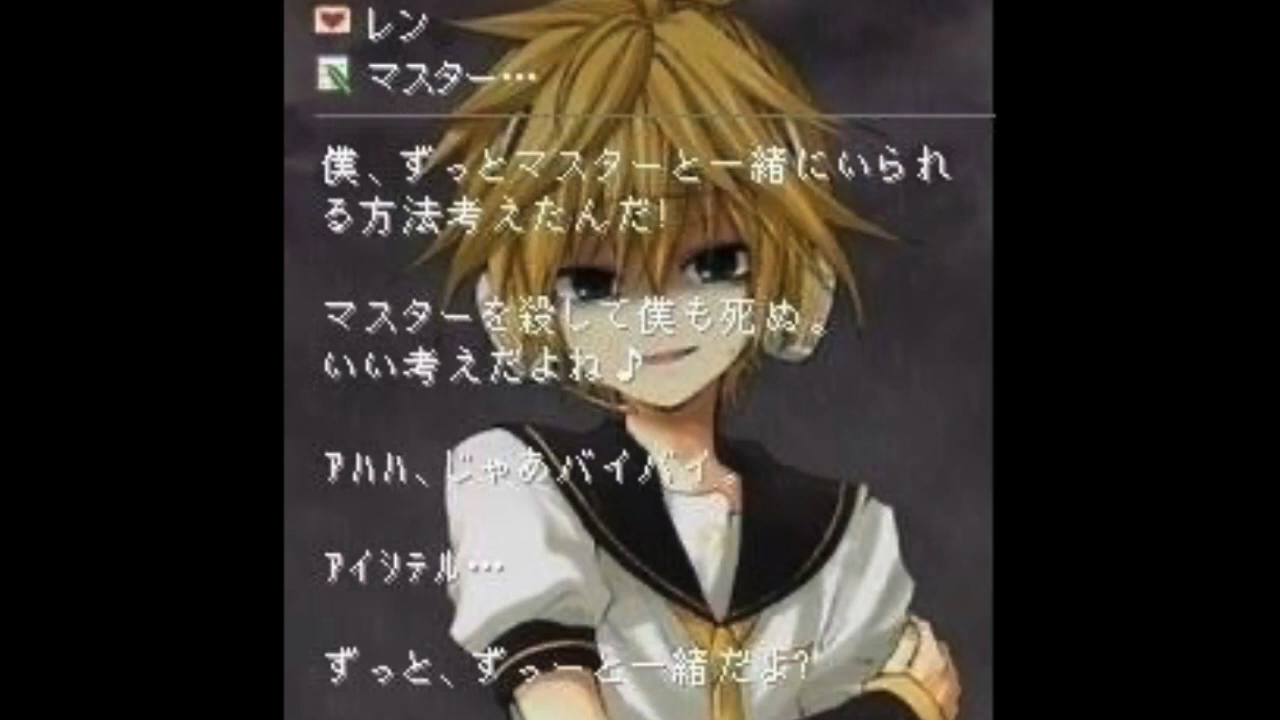 レン
マスター…
僕、ずっとマスターと一緒にいられ
る方法考えたんだ!
マスターを殺して僕も死ぬ。
いい考えだよね♪
ｱﾊﾊ、じゃあバイバイ。
ｱｲｼﾃﾙ…
ずっと、ずぅーと一緒だよ?